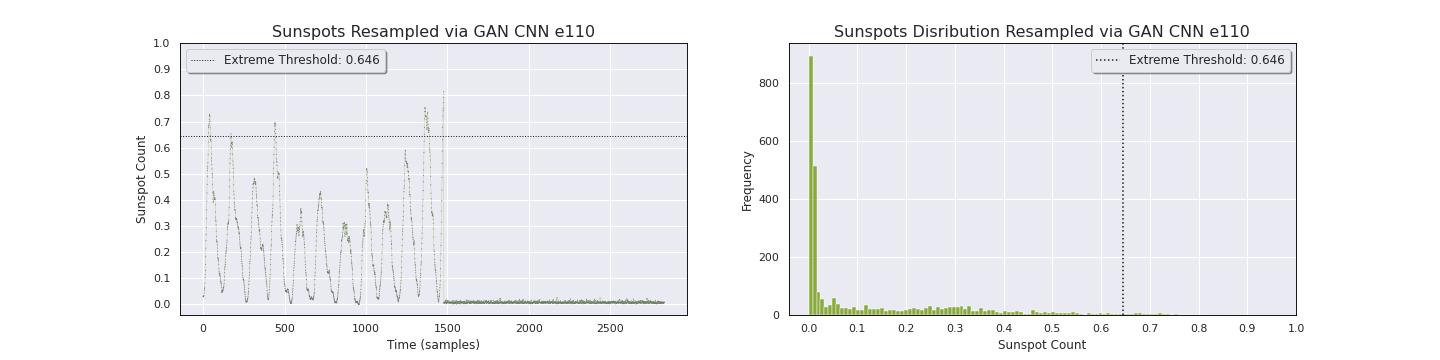 Sunspots Resampled via GAN CNN e110
Extreme Threshold: 0.646
1.0
0.9
0.8
0.7
0.6
0.5
0.4
0.3
0.2
0.1
0.0
Sunspot Count
0 500 1000 1500 2000 2500
Time (samples)
Sunspots Disribution Resampled via GAN CNN e110
Extreme Threshold: 0.646
800
600
400
200
0
Frequency
0.0 0.1 0.2 0.3 0.4 0.5 0.6 0.7 0.8 0.9 1.0
Sunspot Count